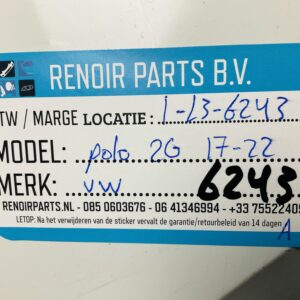 RENOIR PARTS B.V.
TW / MARGE LOCATIE: 1-L3-6243
MODEL: polo 2G 17-22
MERK: VW 6243
RENOIRPARTS.NL - 085 0603676 - 06 41346994 - +33 75522409
LETOP: Na het verwijderen van de sticker vervalt de garantie/retourbeleid van 14 dagen
A